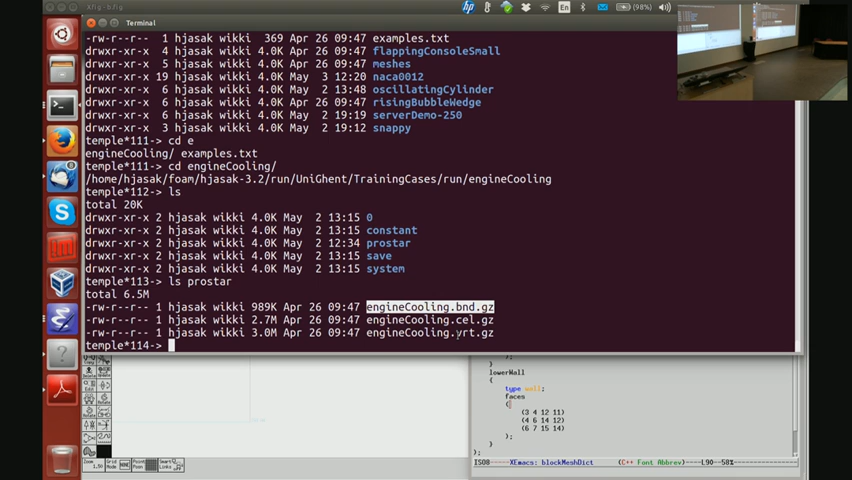 Xfig - bfig
En
(98%)
Terminal
-rw-r--r-- 1 hjasak wikki 369 Apr 26 09:47 examples.txt
drwxr-xr-x 4 hjasak wikki 4.0K Apr 26 09:47 flappingConsoleSmall
drwxr-xr-x 5 hjasak wikki 4.0K Apr 26 09:47 meshes
drwxr-xr-x 19 hjasak wikki 4.0K May 3 12:20 naca0012
drwxr-xr-x 6 hjasak wikki 4.0K May 2 13:48 oscillatingCylinder
drwxr-xr-x 6 hjasak wikki 4.0K Apr 26 09:47 risingBubbleWedge
drwxr-xr-x 6 hjasak wikki 4.0K May 2 19:19 serverDemo-250
drwxr-xr-x 3 hjasak wikki 4.0K May 2 19:12 snappy
temple*111-> cd e
engineCooling/ examples.txt
temple*111-> cd engineCooling/
/home/hjasak/foam/hjasak-3.2/run/UniGhent/TrainingCases/run/engineCooling
temple*112-> ls
total 20K
drwxr-xr-x 2 hjasak wikki 4.0K May 2 13:15 0
drwxr-xr-x 2 hjasak wikki 4.0K May 2 13:15 constant
drwxr-xr-x 2 hjasak wikki 4.0K May 2 12:34 prostar
drwxr-xr-x 2 hjasak wikki 4.0K May 2 13:15 save
drwxr-xr-x 2 hjasak wikki 4.0K May 2 13:15 system
temple*113-> ls prostar
total 6.5M
-rw-r--r-- 1 hjasak wikki 989K Apr 26 09:47 engineCooling.bnd.gz
-rw-r--r-- 1 hjasak wikki 2.7M Apr 26 09:47 engineCooling.cel.gz
-rw-r--r-- 1 hjasak wikki 3.0M Apr 26 09:47 engineCooling.vrt.gz
temple*114->
);
}
lowerWall
{
type wall;
faces
(
(3 4 12 11)
(4 6 14 12)
(6 7 15 14)
);
}
);
ISO8
XEmacs: blockMeshDict
(C++ Font Abbrev)
L90--58%